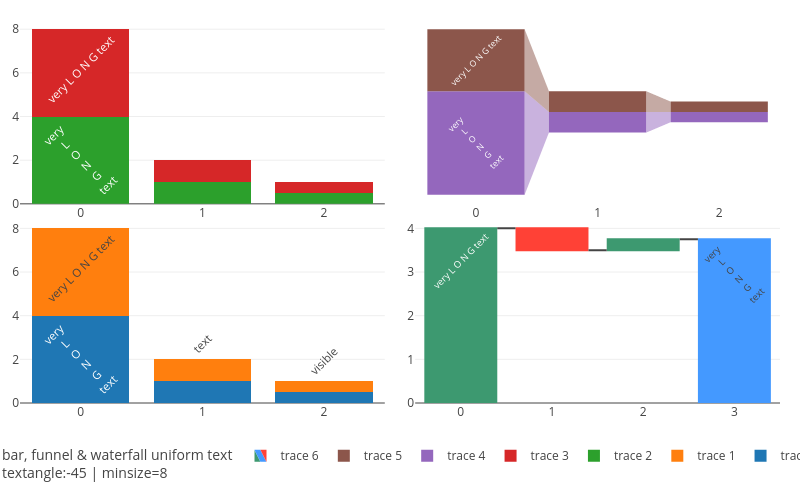 8
6
4
2
0
very L O N G text
very
L
O
N
G
text
0
1
2
very L O N G text
very
L
O
N
G
text
0
1
2
8
6
4
2
0
very L O N G text
very
L
O
N
G
text
text
visible
0
1
2
4
3
2
1
0
very L O N G text
very
L
O
N
G
text
0
1
2
3
bar, funnel & waterfall uniform text
textangle:-45 | minsize=8
trace 6
trace 5
trace 4
trace 3
trace 2
trace 1